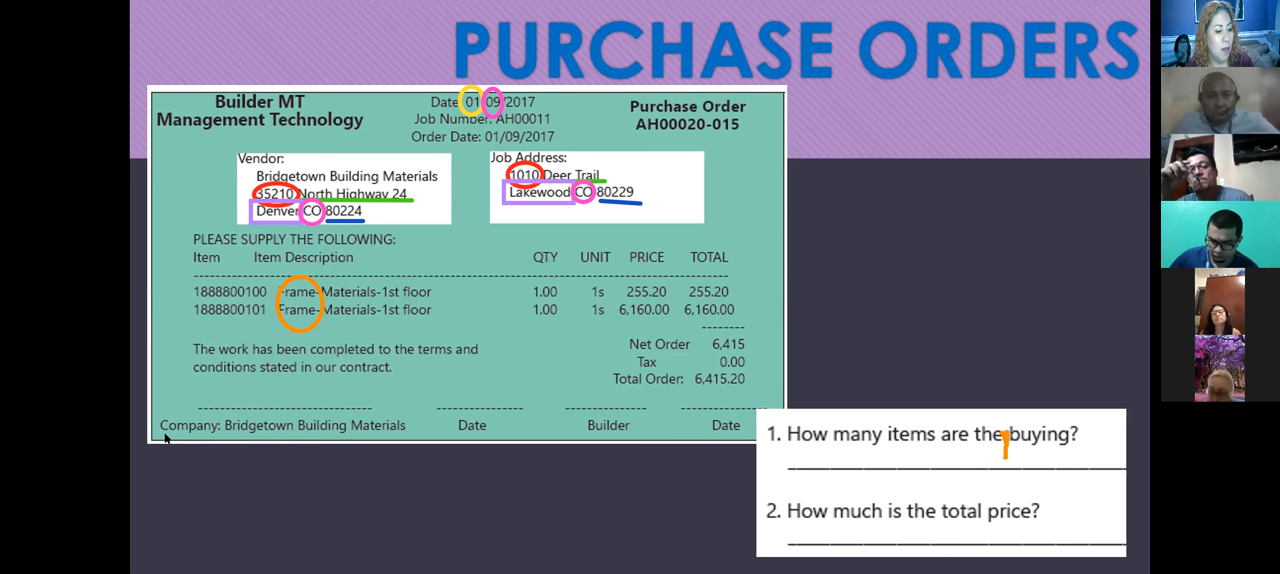 PURCHASE ORDERS
Builder MT
Management Technology
Date: 01/09/2017
Job Number: AH00011
Order Date: 01/09/2017
Purchase Order
AH00020-015
Vendor:
Bridgetown Building Materials
35210 North Highway 24
Denver CO 80224
Job Address:
1010 Deer Trail
Lakewood CO 80229
PLEASE SUPPLY THE FOLLOWING:
Item Item Description QTY UNIT PRICE TOTAL
1888800100 Frame-Materials-1st floor 1.00 1s 255.20 255.20
1888800101 Frame-Materials-1st floor 1.00 1s 6,160.00 6,160.00
Net Order 6,415
Tax 0.00
Total Order: 6,415.20
The work has been completed to the terms and
conditions stated in our contract.
Company: Bridgetown Building Materials Date Builder Date
1. How many items are the buying?
2. How much is the total price?